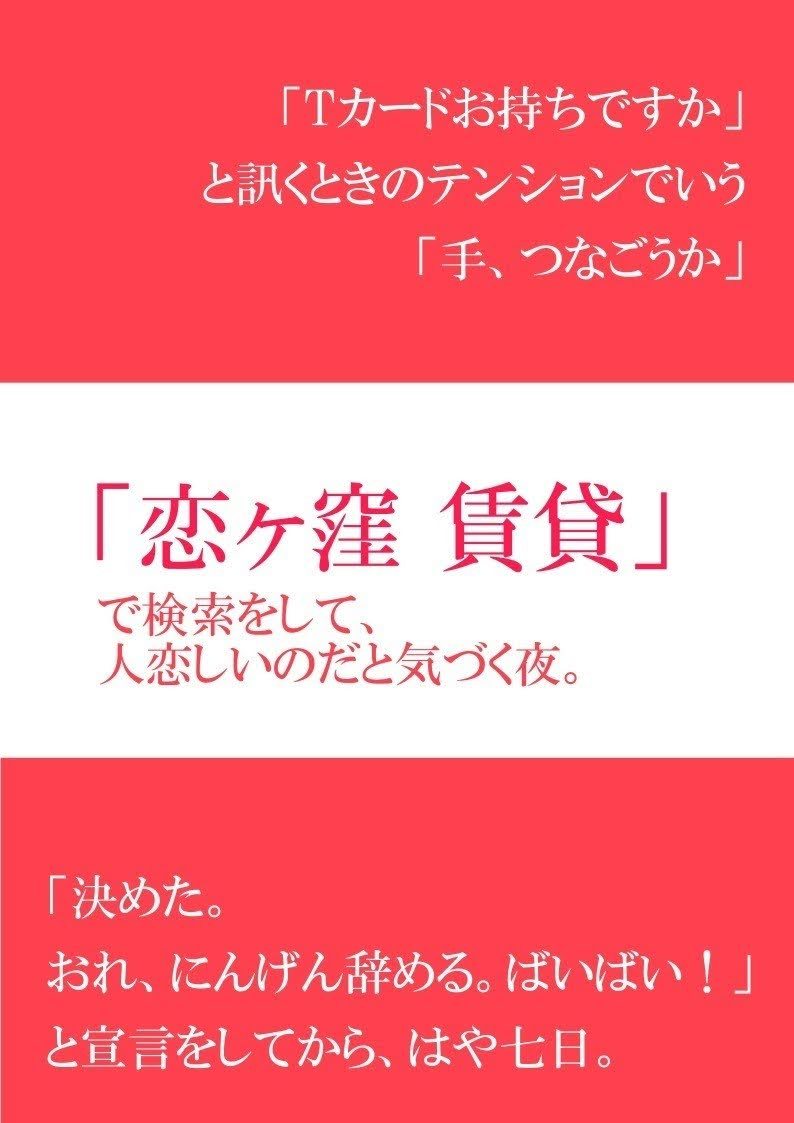 「Tカードお持ちですか」
と訊くときのテンションでいう
「手、つなごうか」
「恋ヶ窪 賃貸」
で検索をして、
人恋しいのだと気づく夜。
「決めた。
おれ、にんげん辞める。ばいばい！」
と宣言をしてから、はや七日。